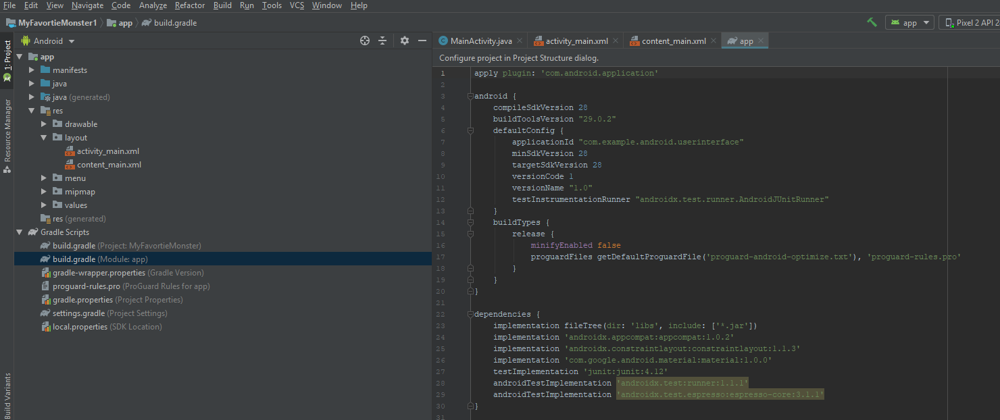 File Edit View Navigate Code Analyze Refactor Build Run Tools VCS Window Help
MyFavortieMonster1 app build.gradle
app Pixel 2 API 2
1: Project
Resource Manager
Build Variants
Android
app
manifests
java
java (generated)
res
drawable
layout
activity_main.xml
content_main.xml
menu
mipmap
values
res (generated)
Gradle Scripts
build.gradle (Project: MyFavortieMonster)
build.gradle (Module: app)
gradle-wrapper.properties (Gradle Version)
proguard-rules.pro (ProGuard Rules for app)
gradle.properties (Project Properties)
settings.gradle (Project Settings)
local.properties (SDK Location)
MainActivity.java activity_main.xml content_main.xml app
Configure project in Project Structure dialog.
1 apply plugin: 'com.android.application'
2
3 android {
4 compileSdkVersion 28
5 buildToolsVersion "29.0.2"
6 defaultConfig {
7 applicationId "com.example.android.userinterface"
8 minSdkVersion 28
9 targetSdkVersion 28
10 versionCode 1
11 versionName "1.0"
12 testInstrumentationRunner "androidx.test.runner.AndroidJUnitRunner"
13 }
14 buildTypes {
15 release {
16 minifyEnabled false
17 proguardFiles getDefaultProguardFile('proguard-android-optimize.txt'), 'proguard-rules.pro'
18 }
19 }
20 }
21
22 dependencies {
23 implementation fileTree(dir: 'libs', include: ['*.jar'])
24 implementation 'androidx.appcompat:appcompat:1.0.2'
25 implementation 'androidx.constraintlayout:constraintlayout:1.1.3'
26 implementation 'com.google.android.material:material:1.0.0'
27 testImplementation 'junit:junit:4.12'
28 androidTestImplementation 'androidx.test:runner:1.1.1'
29 androidTestImplementation 'androidx.test.espresso:espresso-core:3.1.1'
30 }
31